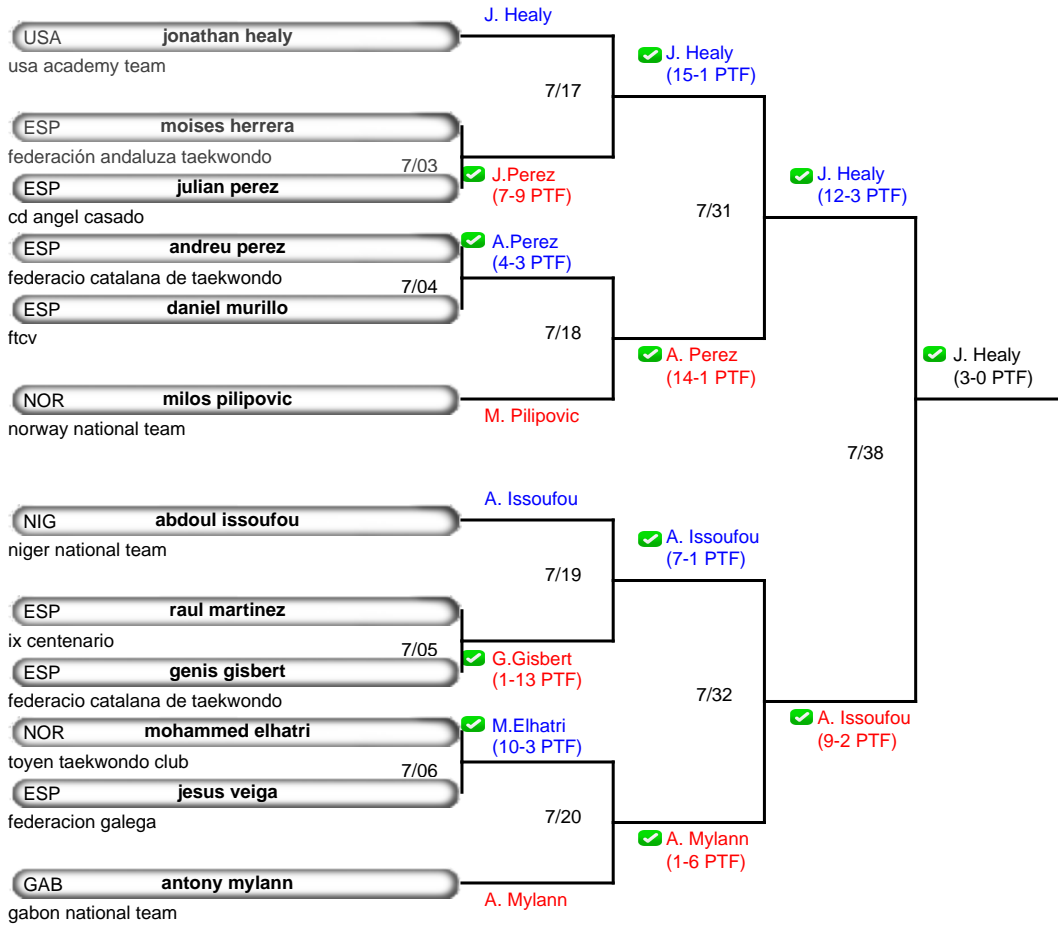 J. Healy
USA jonathan healy
usa academy team
J. Healy
(15-1 PTF)
7/17
ESP moises herrera
federación andaluza taekwondo
7/03
ESP julian perez
J.Perez
(7-9 PTF)
cd angel casado
J. Healy
(12-3 PTF)
7/31
ESP andreu perez
A.Perez
(4-3 PTF)
federacio catalana de taekwondo
7/04
ESP daniel murillo
ftcv
7/18
A. Perez
(14-1 PTF)
J. Healy
(3-0 PTF)
NOR milos pilipovic
M. Pilipovic
norway national team
7/38
A. Issoufou
NIG abdoul issoufou
niger national team
A. Issoufou
(7-1 PTF)
7/19
ESP raul martinez
ix centenario
7/05
ESP genis gisbert
G.Gisbert
(1-13 PTF)
federacio catalana de taekwondo
7/32
NOR mohammed elhatri
M.Elhatri
(10-3 PTF)
A. Issoufou
(9-2 PTF)
toyen taekwondo club
7/06
ESP jesus veiga
federacion galega
7/20
A. Mylann
(1-6 PTF)
GAB antony mylann
A. Mylann
gabon national team